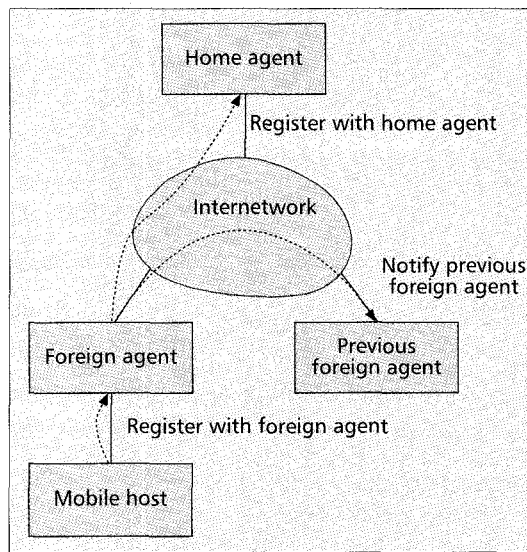 Home agent
Register with home agent
Internetwork
Notify previous
foreign agent
Foreign agent
Previous
foreign agent
Register with foreign agent
Mobile host